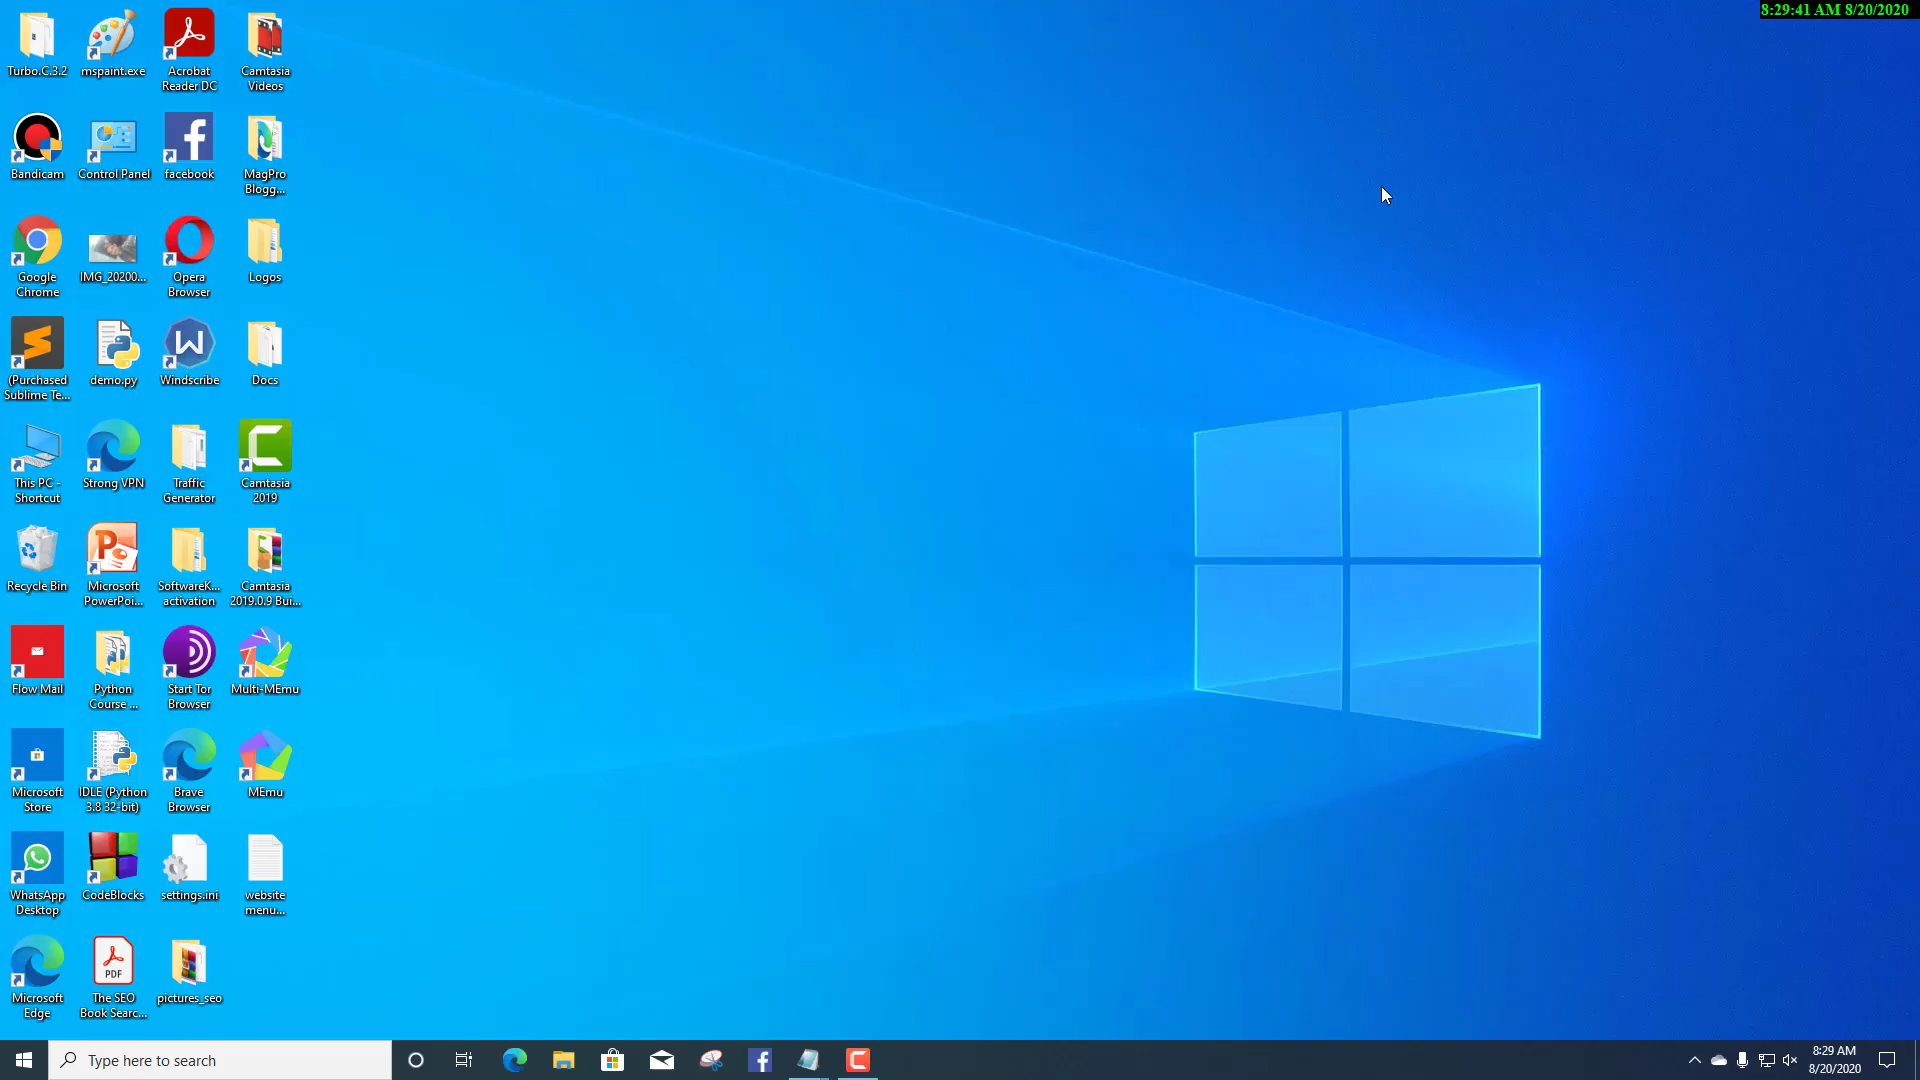 8:29:41 AM 8/20/2020
Turbo.C.3.2
mspaint.exe
Acrobat
Reader DC
Camtasia
Videos
Bandicam
Control Panel
facebook
MagPro
Blogg...
Google
Chrome
IMG_20200...
Opera
Browser
Logos
(Purchased
Sublime Te...
demo.py
Windscribe
Docs
This PC -
Shortcut
Strong VPN
Traffic
Generator
Camtasia
2019
Recycle Bin
Microsoft
PowerPoi...
SoftwareK...
activation
Camtasia
2019.0.9 Bui...
Flow Mail
Python
Course ...
Start Tor
Browser
Multi-MEmu
Microsoft
Store
IDLE (Python
3.8 32-bit)
Brave
Browser
MEmu
WhatsApp
Desktop
CodeBlocks
settings.ini
website
menu...
Microsoft
Edge
PDF
The SEO
Book Searc...
pictures_seo
Type here to search
8:29 AM
8/20/2020